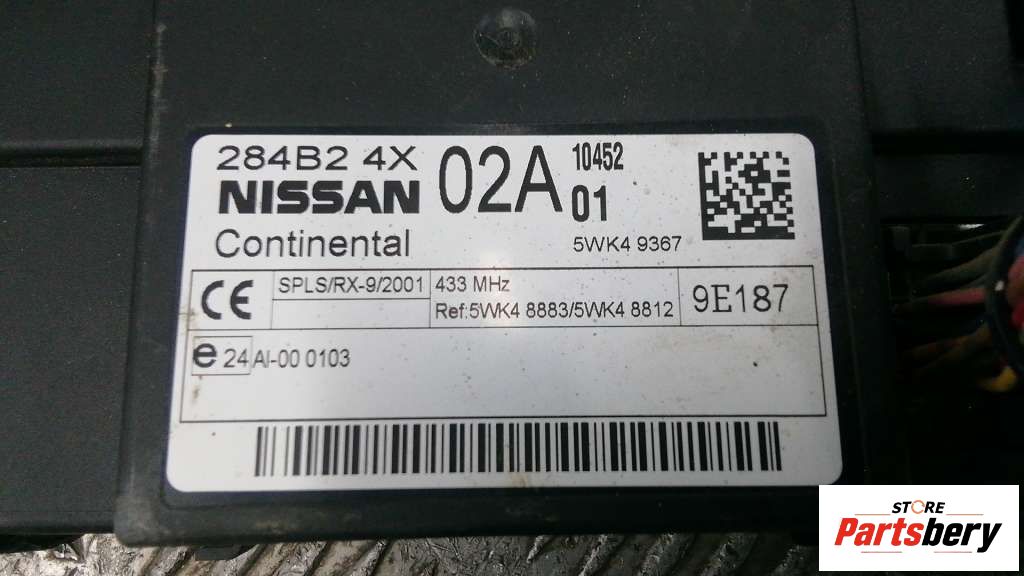 284B2 4X 02A 10452
NISSAN 01
Continental 5WK4 9367
CE SPLS/RX-9/2001 433 MHz 9E187
Ref:5WK4 8883/5WK4 8812
e 24 AI-00 0103
STORE
Partsbery